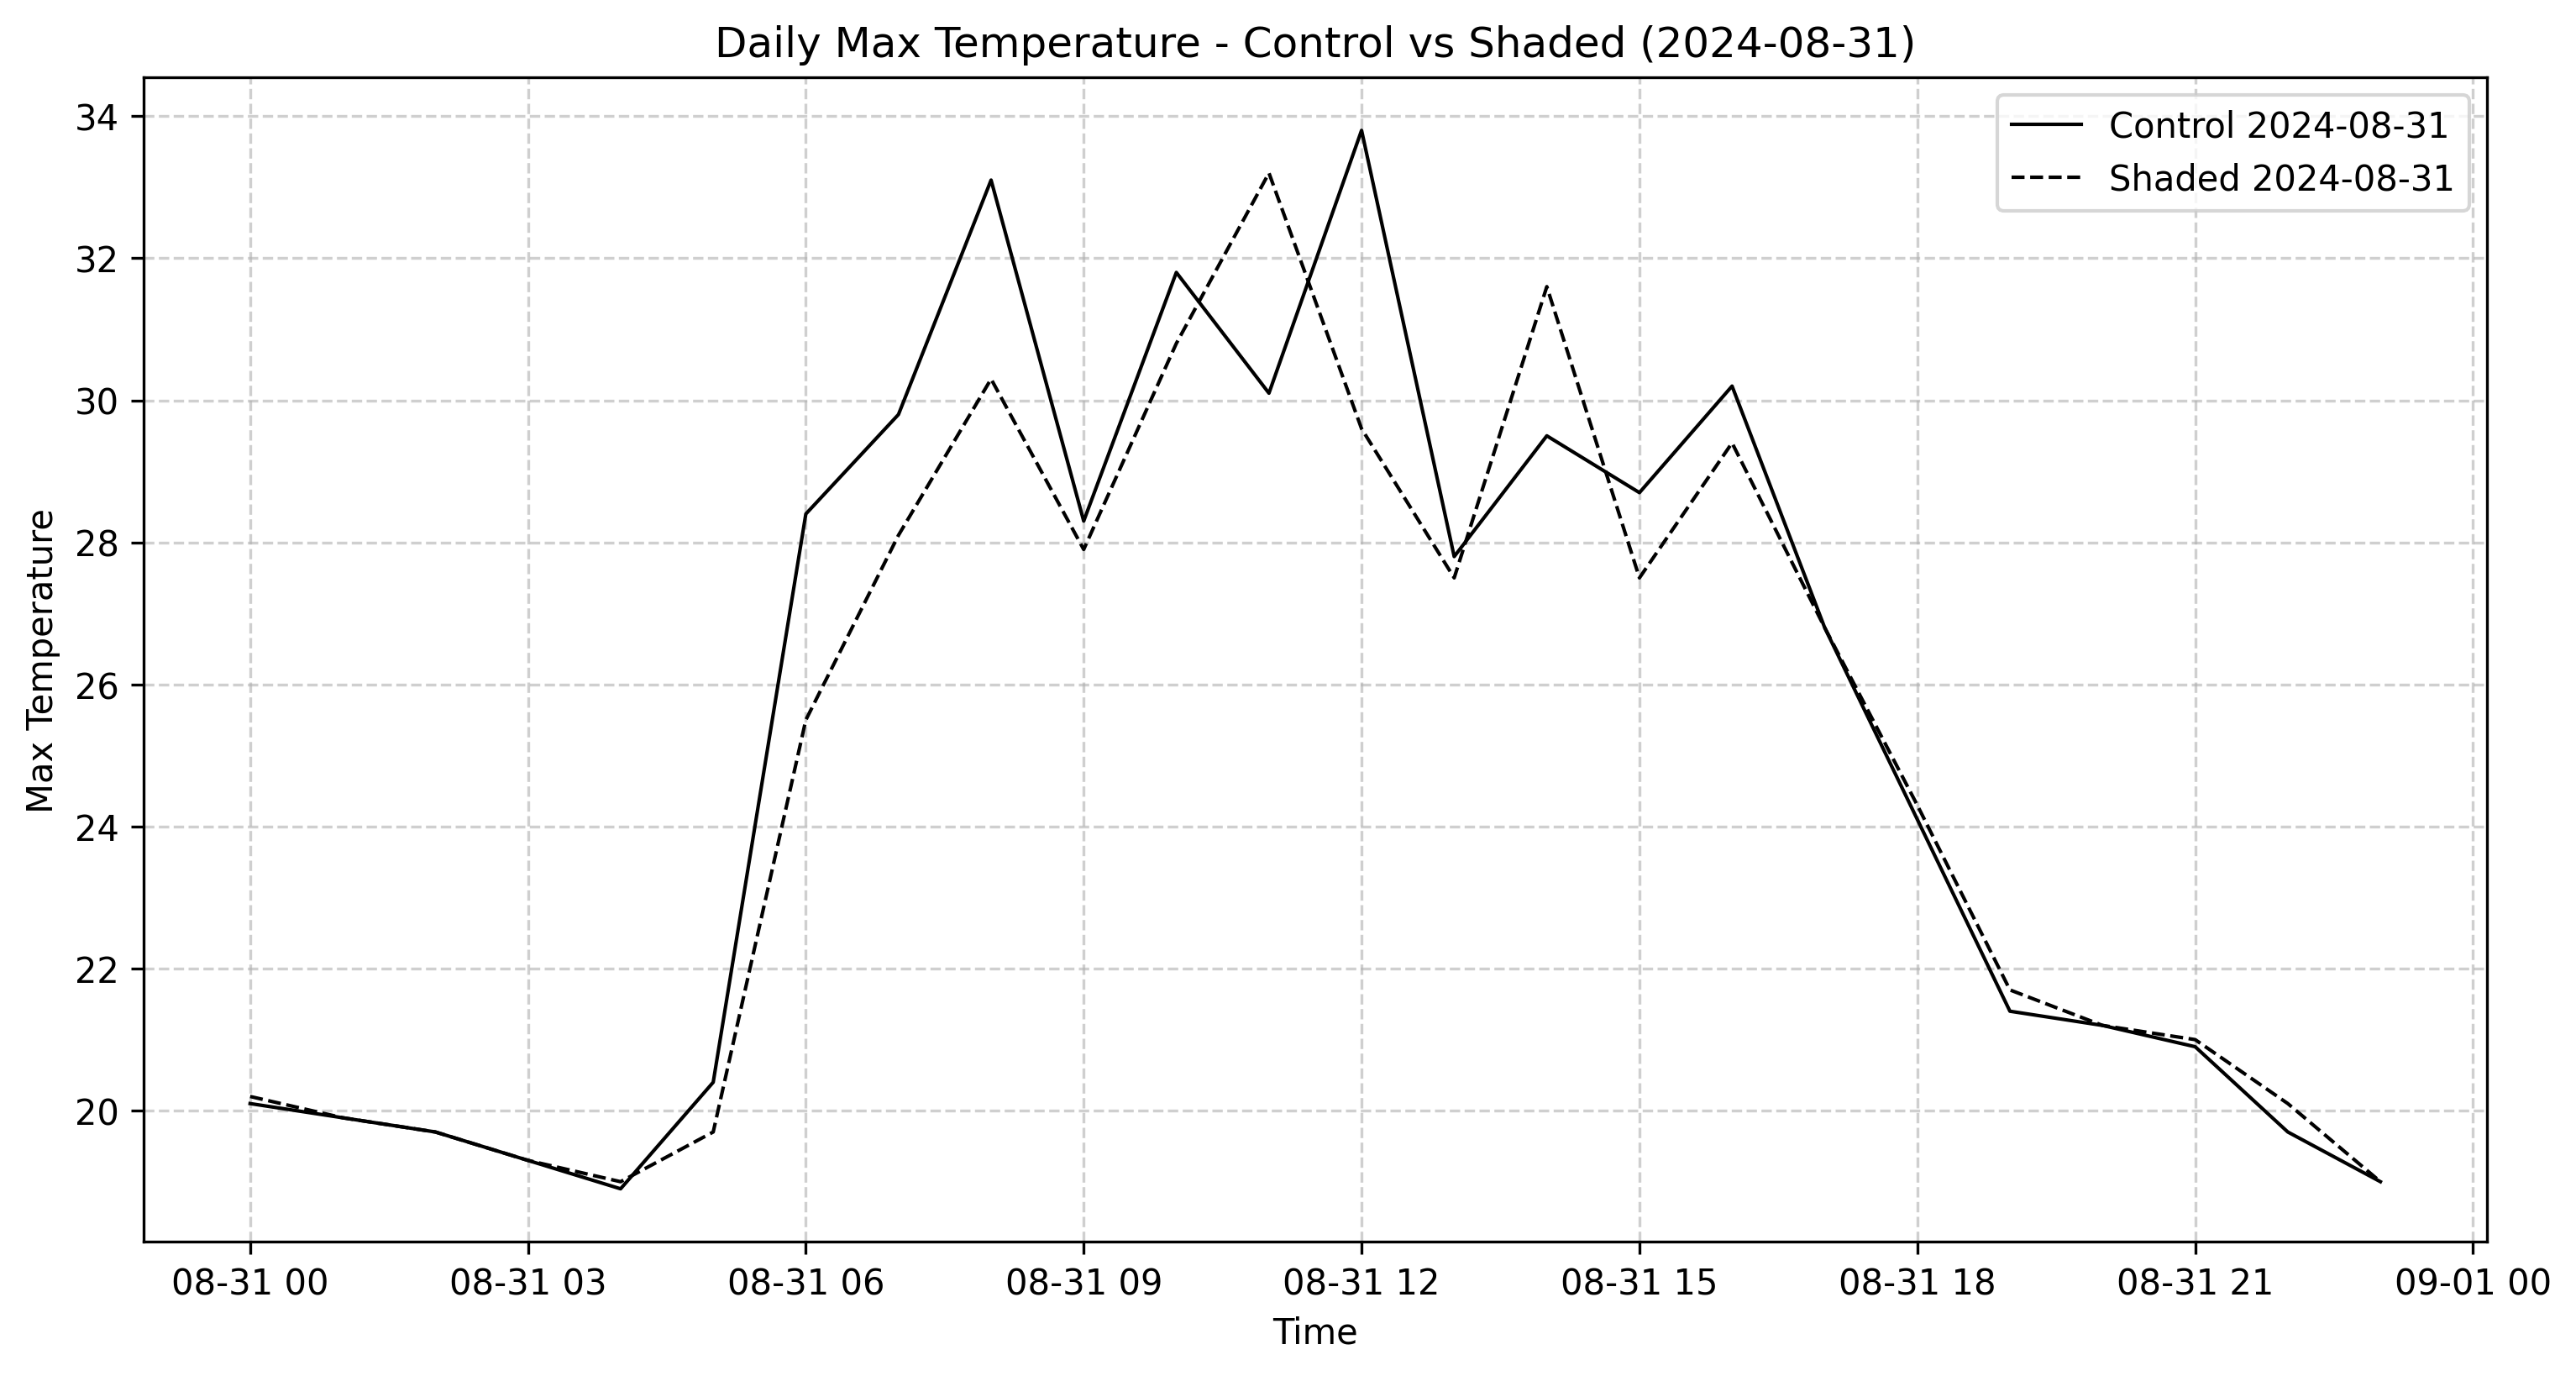 Daily Max Temperature - Control vs Shaded (2024-08-31)
Control 2024-08-31
Shaded 2024-08-31
Max Temperature
34
32
30
28
26
24
22
20
08-31 00 08-31 03 08-31 06 08-31 09 08-31 12 08-31 15 08-31 18 08-31 21 09-01 00
Time